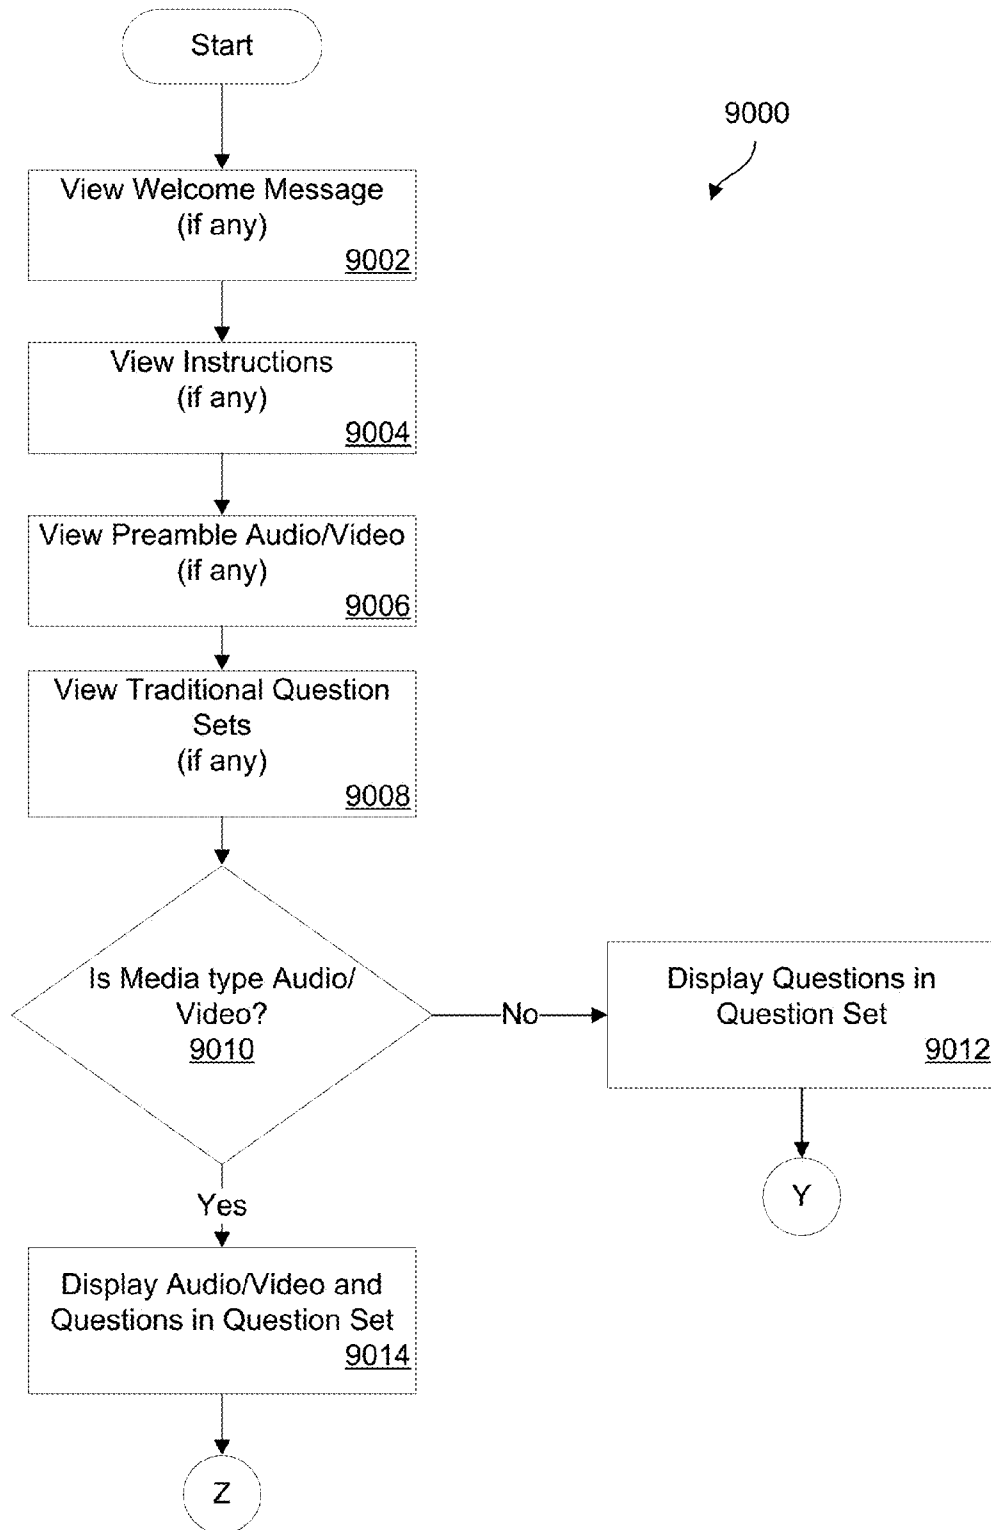 Start
9000
View Welcome Message
(if any)
9002
View Instructions
(if any)
9004
View Preamble Audio/Video
(if any)
9006
View Traditional Question
Sets
(if any)
9008
Is Media type Audio/
Video?
9010
No
Display Questions in
Question Set
9012
Y
Yes
Display Audio/Video and
Questions in Question Set
9014
Z